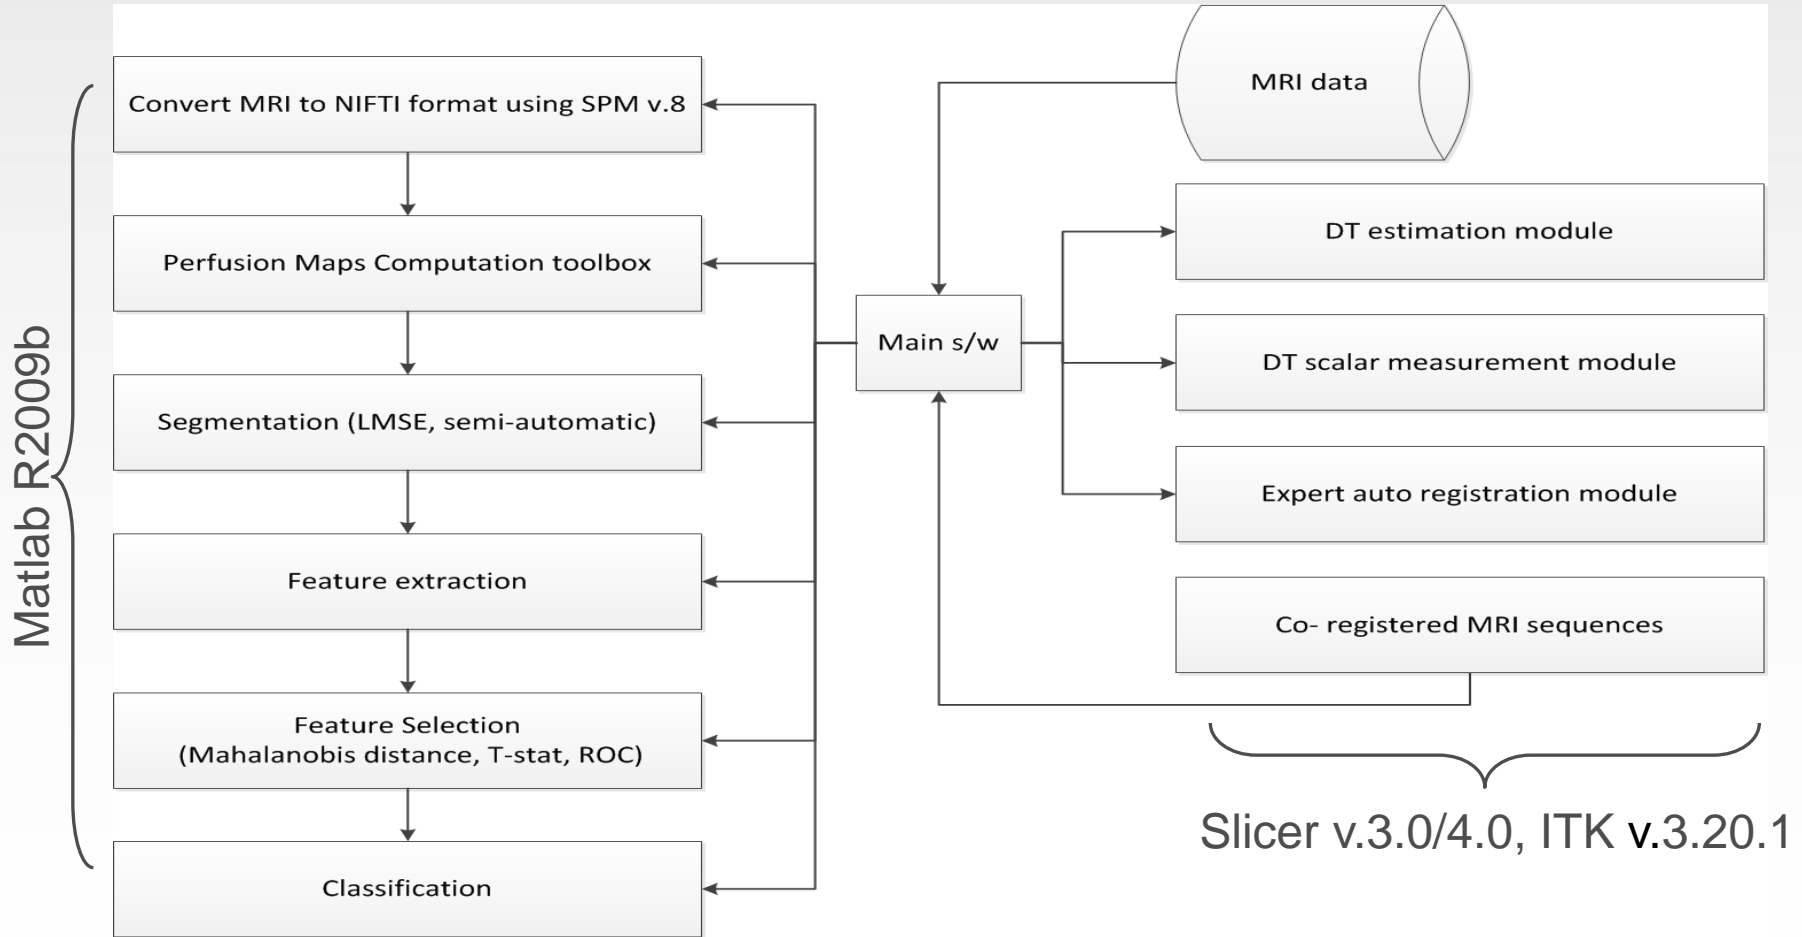 Matlab R2009b
Convert MRI to NIFTI format using SPM v.8
Perfusion Maps Computation toolbox
Segmentation (LMSE, semi-automatic)
Feature extraction
Feature Selection
(Mahalanobis distance, T-stat, ROC)
Classification
Main s/w
MRI data
DT estimation module
DT scalar measurement module
Expert auto registration module
Co- registered MRI sequences
Slicer v.3.0/4.0, ITK v.3.20.1